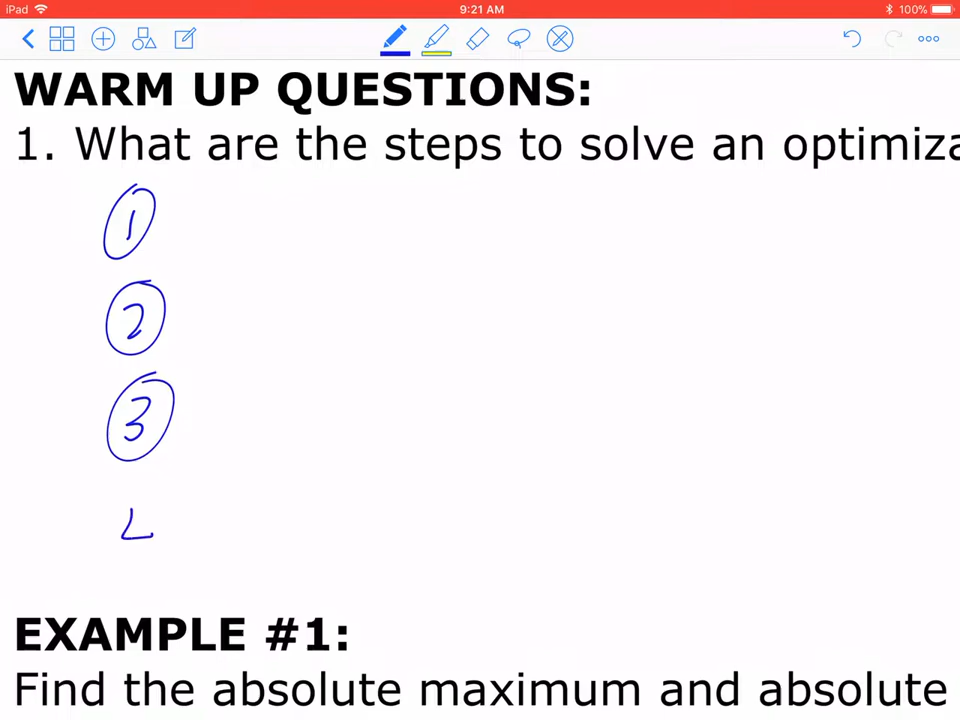 iPad 9:21 AM 100%
WARM UP QUESTIONS:
1. What are the steps to solve an optimiza
1
2
3
EXAMPLE #1:
Find the absolute maximum and absolute